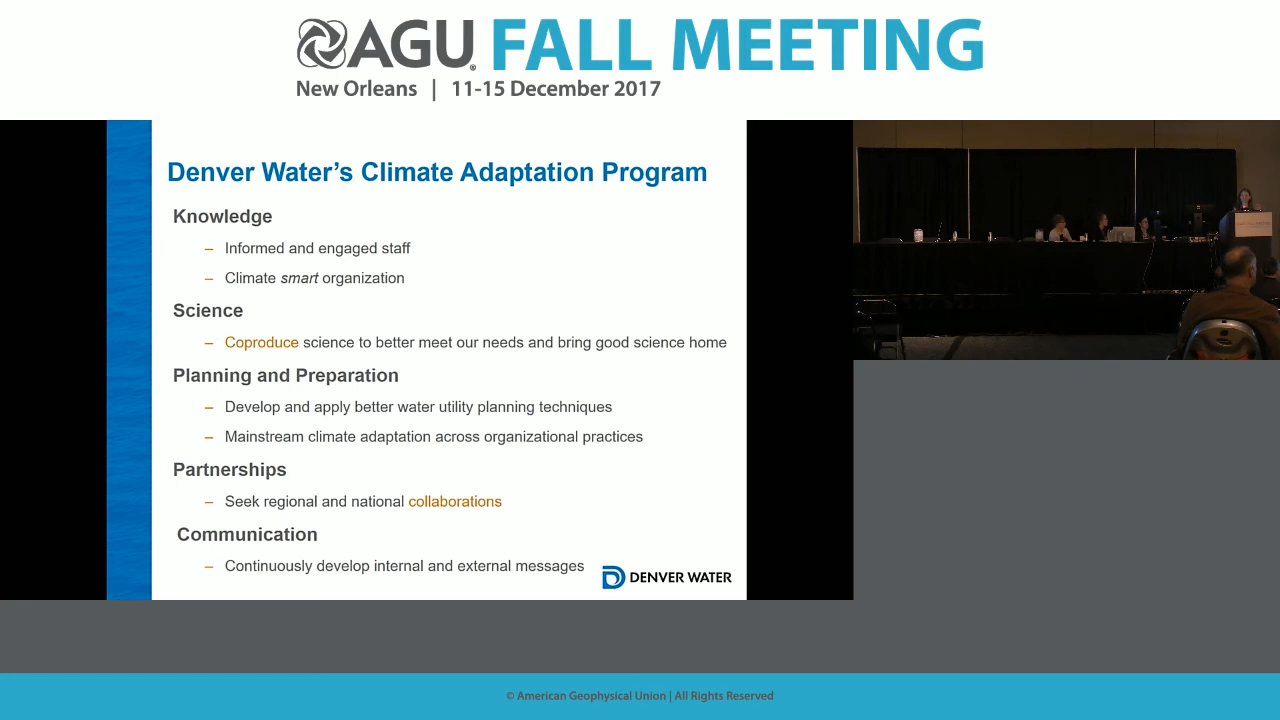 AGU FALL MEETING
New Orleans | 11-15 December 2017
Denver Water's Climate Adaptation Program
Knowledge
– Informed and engaged staff
– Climate smart organization
Science
– Coproduce science to better meet our needs and bring good science home
Planning and Preparation
– Develop and apply better water utility planning techniques
– Mainstream climate adaptation across organizational practices
Partnerships
– Seek regional and national collaborations
Communication
– Continuously develop internal and external messages
DENVER WATER
© American Geophysical Union | All Rights Reserved